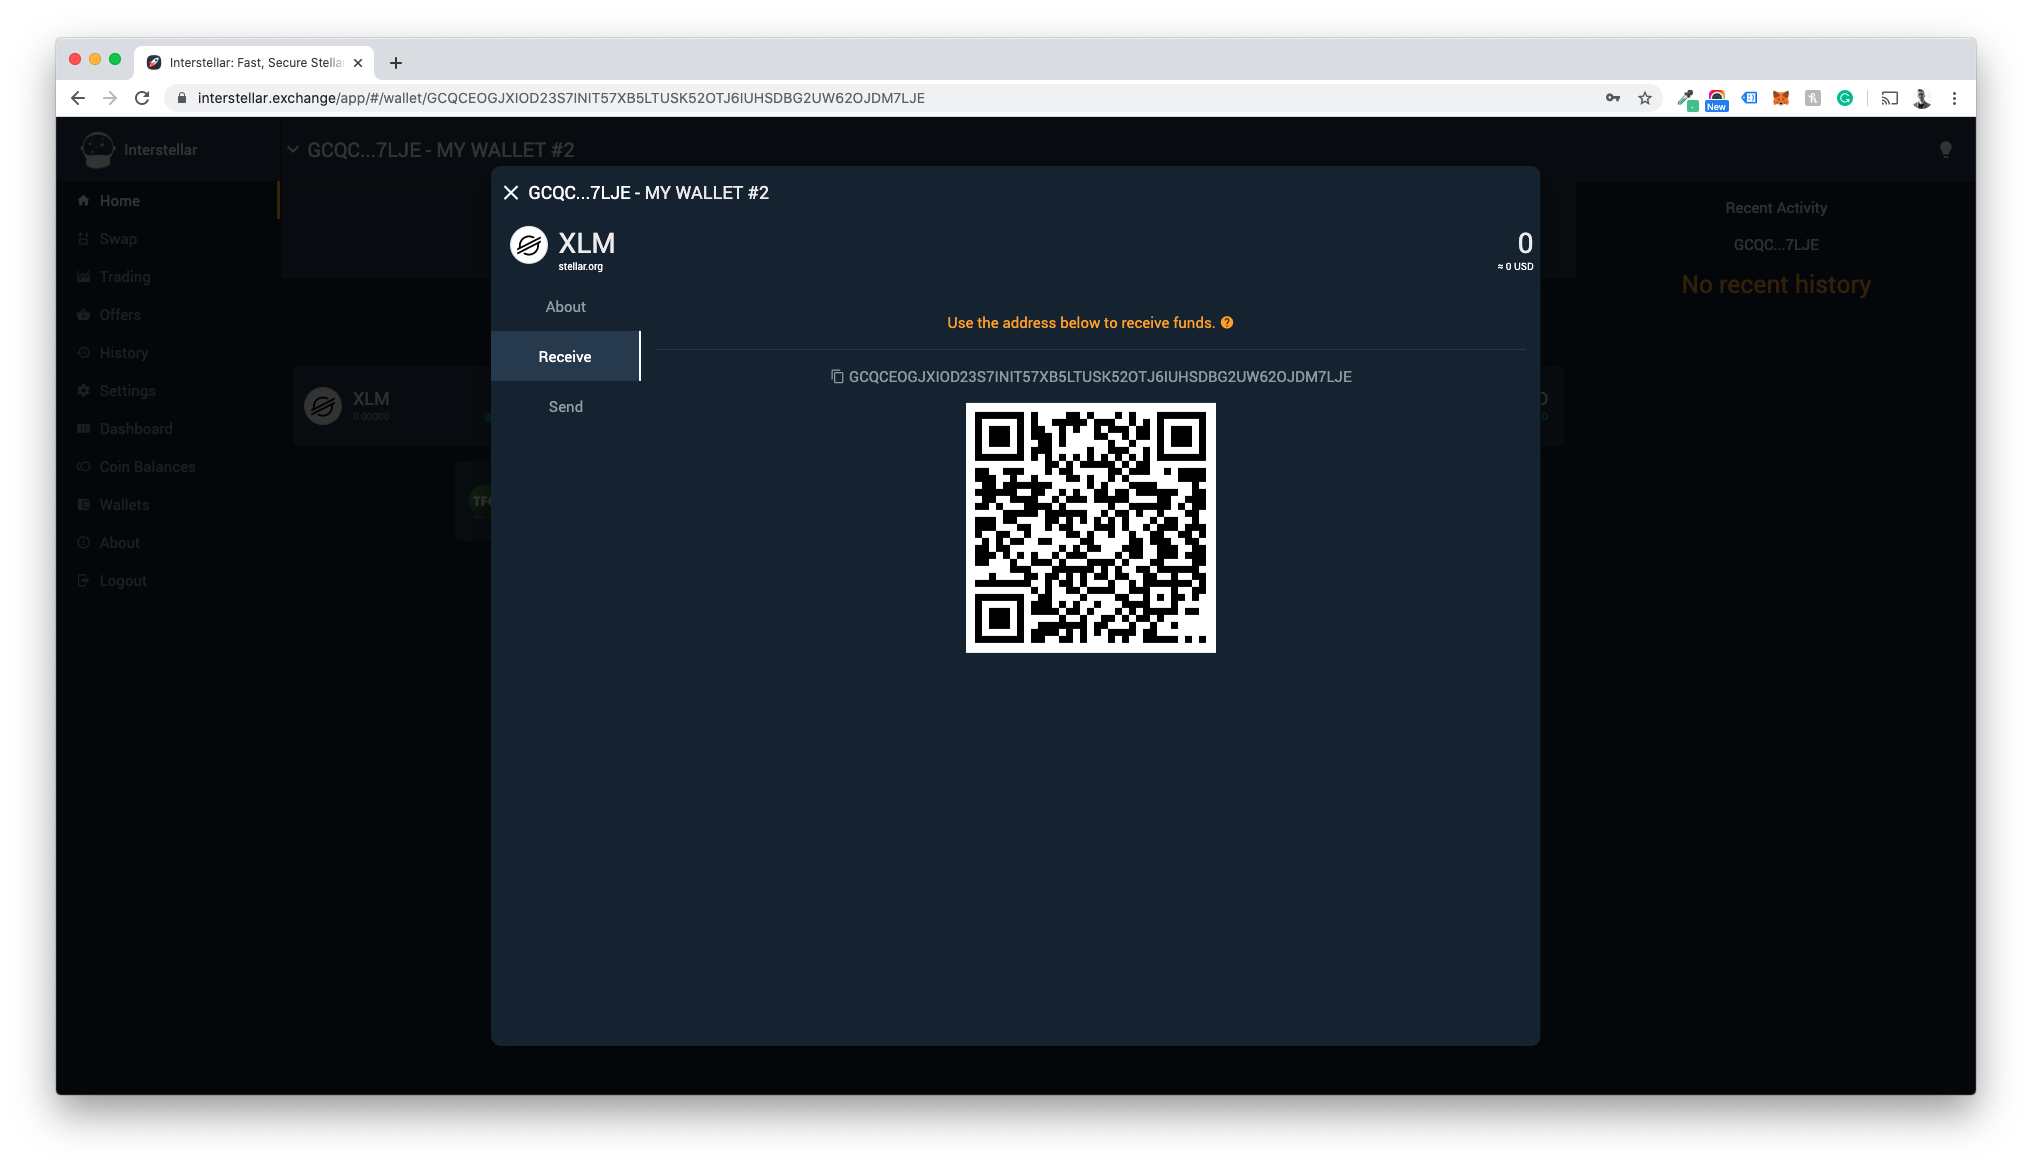 Interstellar: Fast, Secure Stella
interstellar.exchange/app/#/wallet/GCQCEOGJXIOD23S7INIT57XB5LTUSK52OTJ6IUHSDBG2UW62OJDM7LJE
New
Interstellar
GCQC...7LJE - MY WALLET #2
Home
Swap
Trading
Offers
History
Settings
Dashboard
Coin Balances
Wallets
About
Logout
XLM
0.00000
GCQC...7LJE - MY WALLET #2
XLM
stellar.org
0
≈ 0 USD
About
Receive
Send
Use the address below to receive funds.
GCQCEOGJXIOD23S7INIT57XB5LTUSK52OTJ6IUHSDBG2UW62OJDM7LJE
Recent Activity
GCQC...7LJE
No recent history